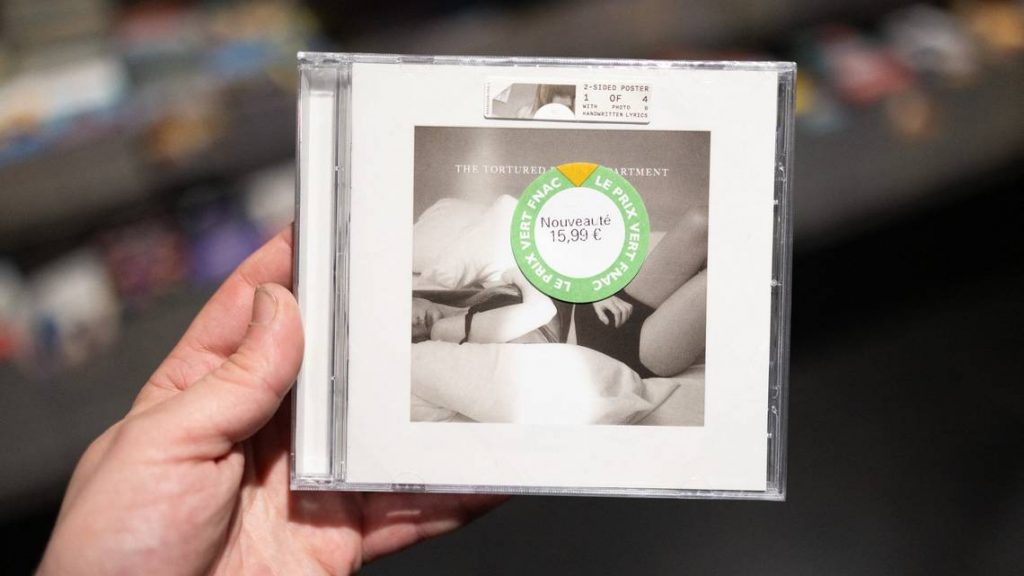 2-SIDED POSTER
1 OF 4
WITH PHOTO &
HANDWRITTEN LYRICS
THE TORTURED
LE PRIX VERT FNAC
LE PRIX VERT FNAC
Nouveauté
15,99 €